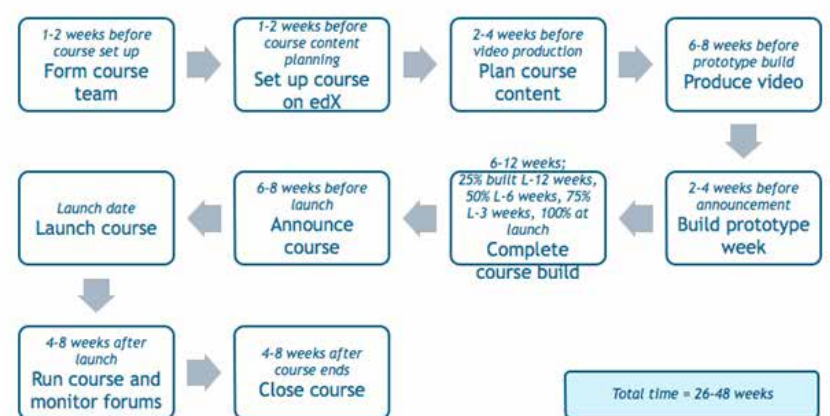 1-2 weeks before
course set up
Form course
team
1-2 weeks before
course content
planning
Set up course
on edX
2-4 weeks before
video production
Plan course
content
6-8 weeks before
prototype build
Produce video
2-4 weeks before
announcement
Build prototype
week
6-12 weeks;
25% built L-12 weeks,
50% L-6 weeks, 75%
L-3 weeks, 100% at
launch
Complete
course build
6-8 weeks before
launch
Announce
course
Launch date
Launch course
4-8 weeks after
launch
Run course and
monitor forums
4-8 weeks after
course ends
Close course
Total time = 26-48 weeks